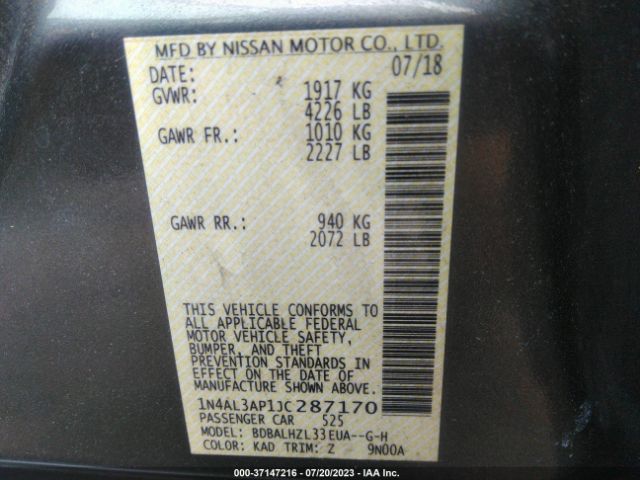 MFD BY NISSAN MOTOR CO., LTD.
DATE: 07/18
GVWR: 1917 KG
4226 LB
GAWR FR.: 1010 KG
2227 LB
GAWR RR.: 940 KG
2072 LB
THIS VEHICLE CONFORMS TO
ALL APPLICABLE FEDERAL
MOTOR VEHICLE SAFETY,
BUMPER, AND THEFT
PREVENTION STANDARDS IN
EFFECT ON THE DATE OF
MANUFACTURE SHOWN ABOVE.
1N4AL3AP1JC287170
PASSENGER CAR 525
MODEL: BDBALHZL33EUA--G-H
COLOR: KAD TRIM: Z 9N00A
000-37147216 - 07/20/2023 - IAA Inc.